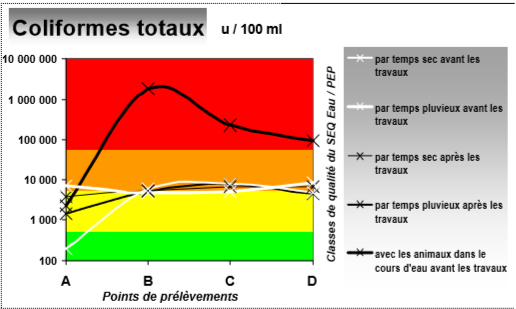 Coliformes totaux u / 100 ml
10 000 000
1 000 000
100 000
10 000
1 000
100
A B C D
Points de prélèvements
Classes de qualité du SEQ Eau / PEP
par temps sec avant les
travaux
par temps pluvieux avant les
travaux
par temps sec après les
travaux
par temps pluvieux après les
travaux
avec les animaux dans le
cours d'eau avant les travaux